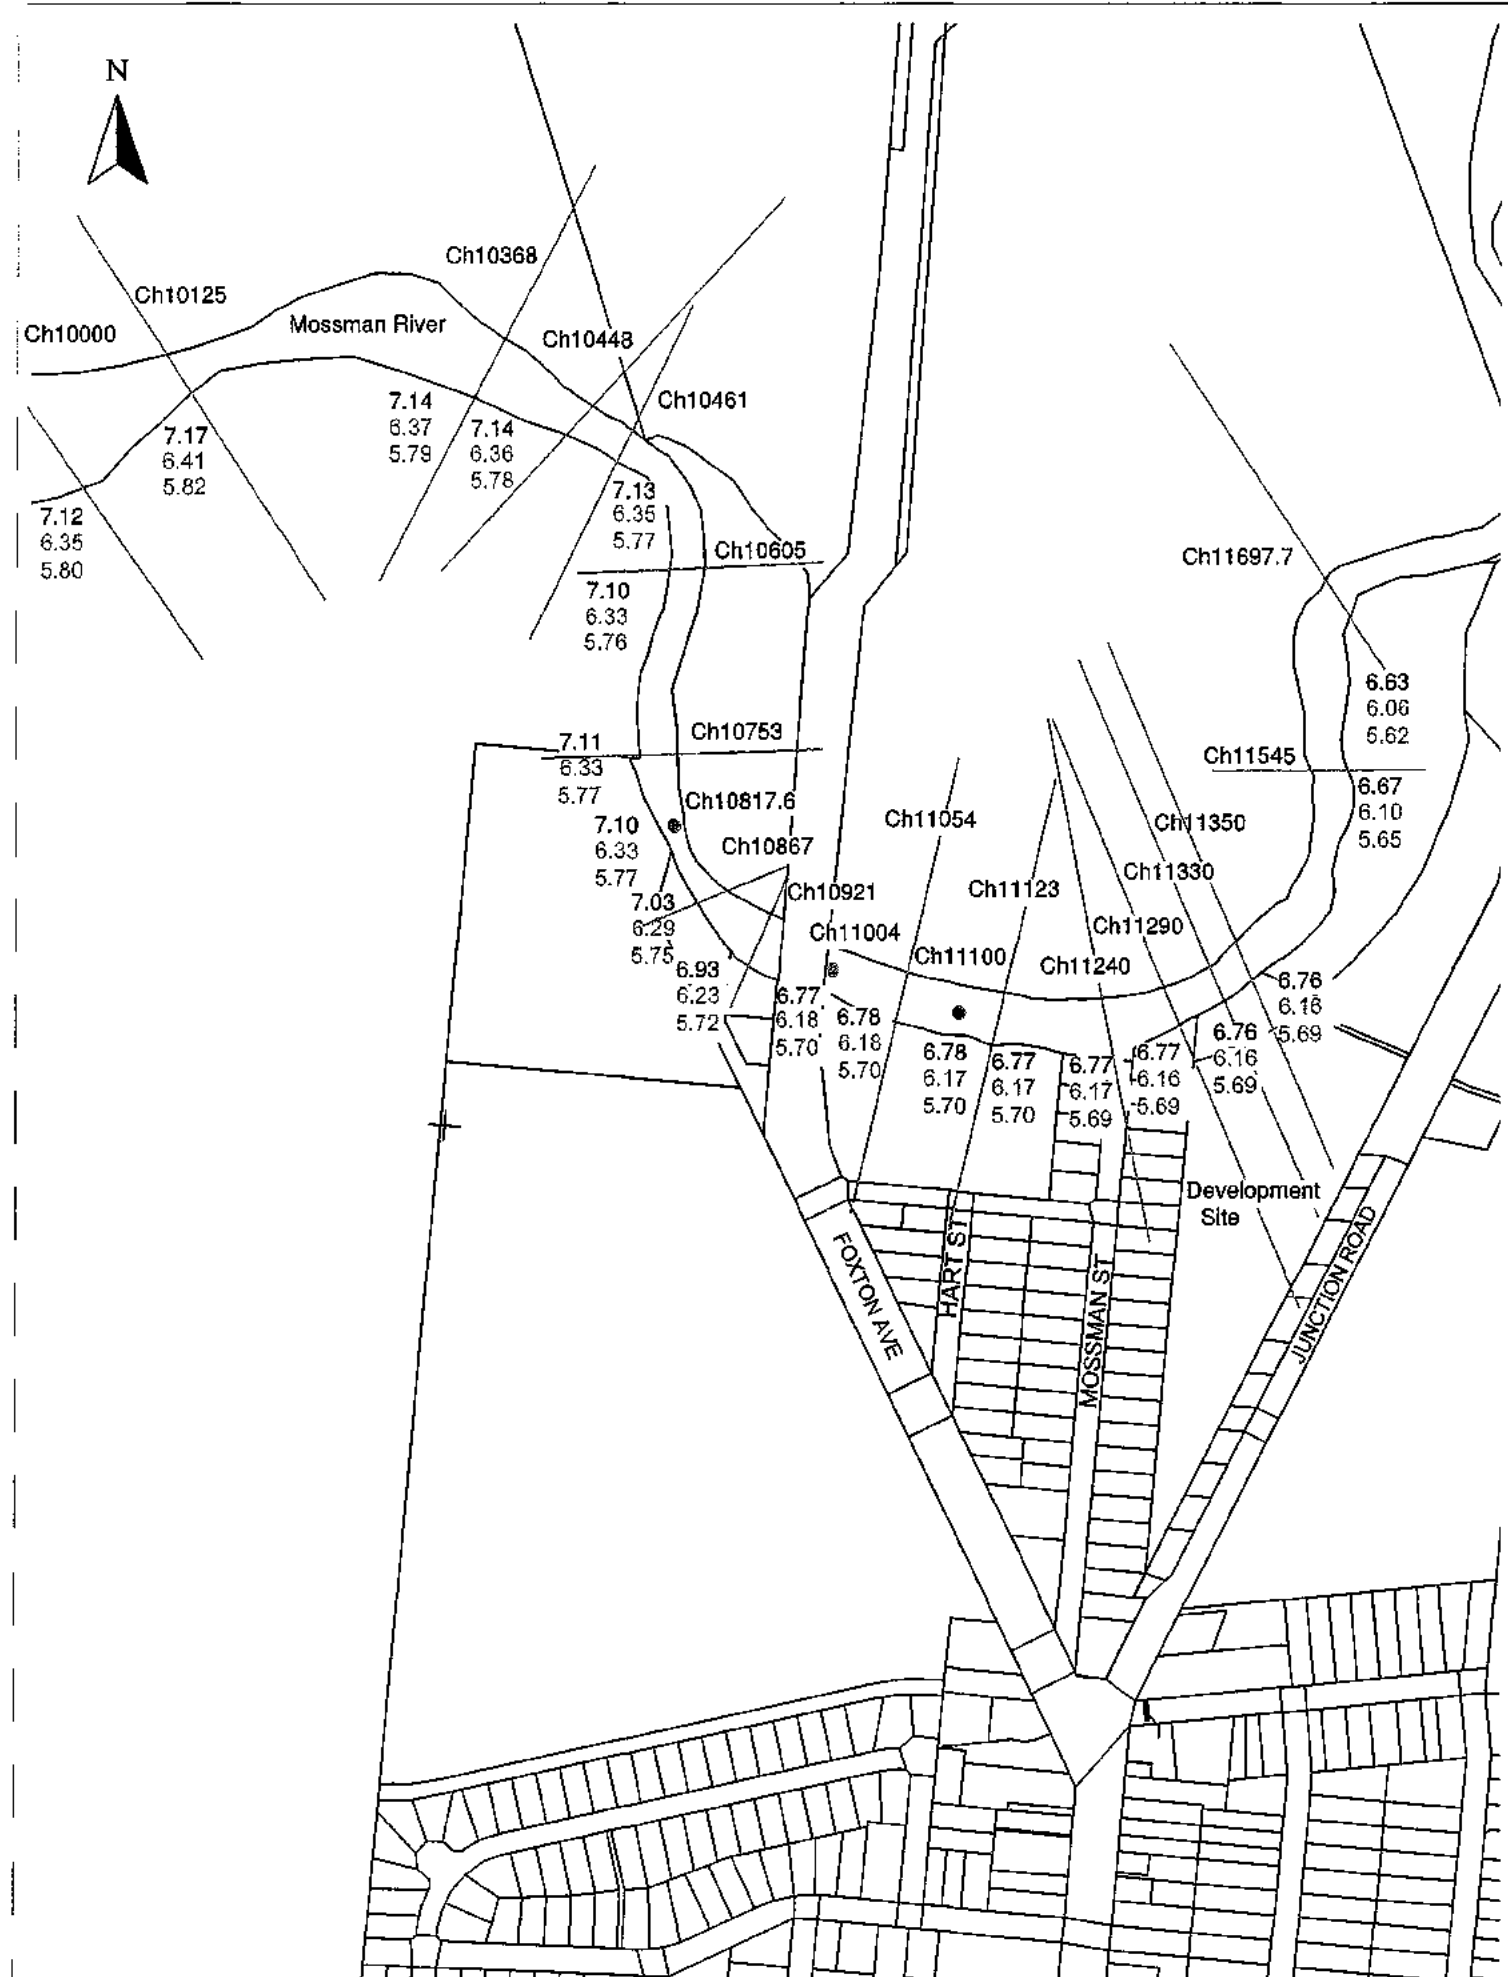 N
Ch10368
Ch10125
Ch10000
Mossman River
Ch10448
Ch10461
7.14
6.37
5.79
7.14
6.36
5.78
7.17
6.41
5.82
7.13
6.35
5.77
7.12
6.35
5.80
Ch10605
7.10
6.33
5.76
Ch11697.7
6.63
6.06
5.62
Ch10753
7.11
6.33
5.77
Ch11545
6.67
6.10
5.65
Ch10817.6
7.10
6.33
5.77
Ch10867
Ch11054
Ch11350
Ch11330
Ch10921
Ch11123
7.03
6.29
5.75
Ch11004
Ch11290
Ch11100
Ch11240
6.93
6.23
5.72
6.77
6.18
5.70
6.78
6.18
5.70
6.78
6.17
5.70
6.77
6.17
5.70
6.77
6.17
5.69
6.77
6.16
5.69
6.76
6.16
5.69
6.76
6.16
5.69
Development
Site
FOXTON AVE
HART ST
MOSSMAN ST
JUNCTION ROAD